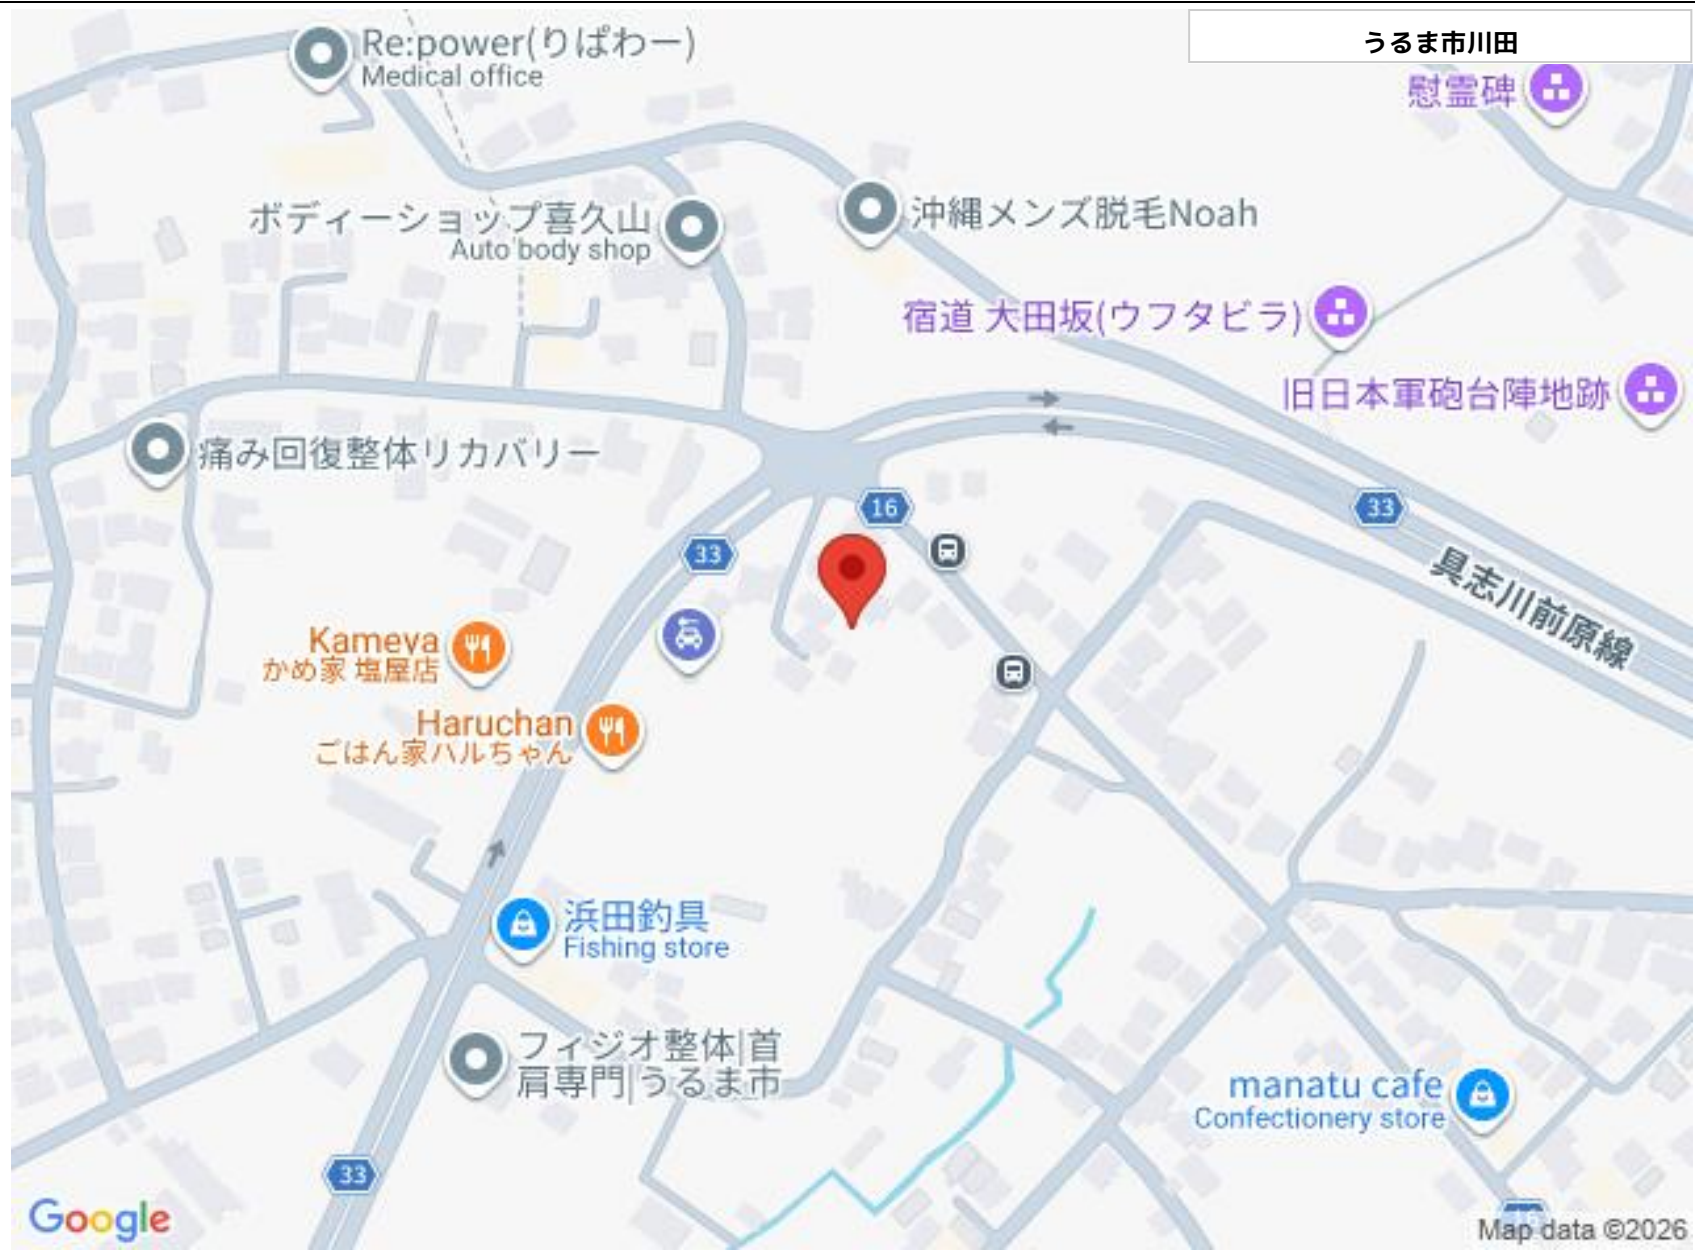 うるま市川田
Re:power(りぱわー)
Medical office
慰霊碑
ボディーショップ喜久山
Auto body shop
沖縄メンズ脱毛Noah
宿道 大田坂(ウフタビラ)
旧日本軍砲台陣地跡
痛み回復整体リカバリー
16
33
33
具志川前原線
Kameya
かめ家 塩屋店
Haruchan
ごはん家ハルちゃん
浜田釣具
Fishing store
フィジオ整体|首
肩専門|うるま市
manatu cafe
Confectionery store
33
16
Google
Map data ©2026